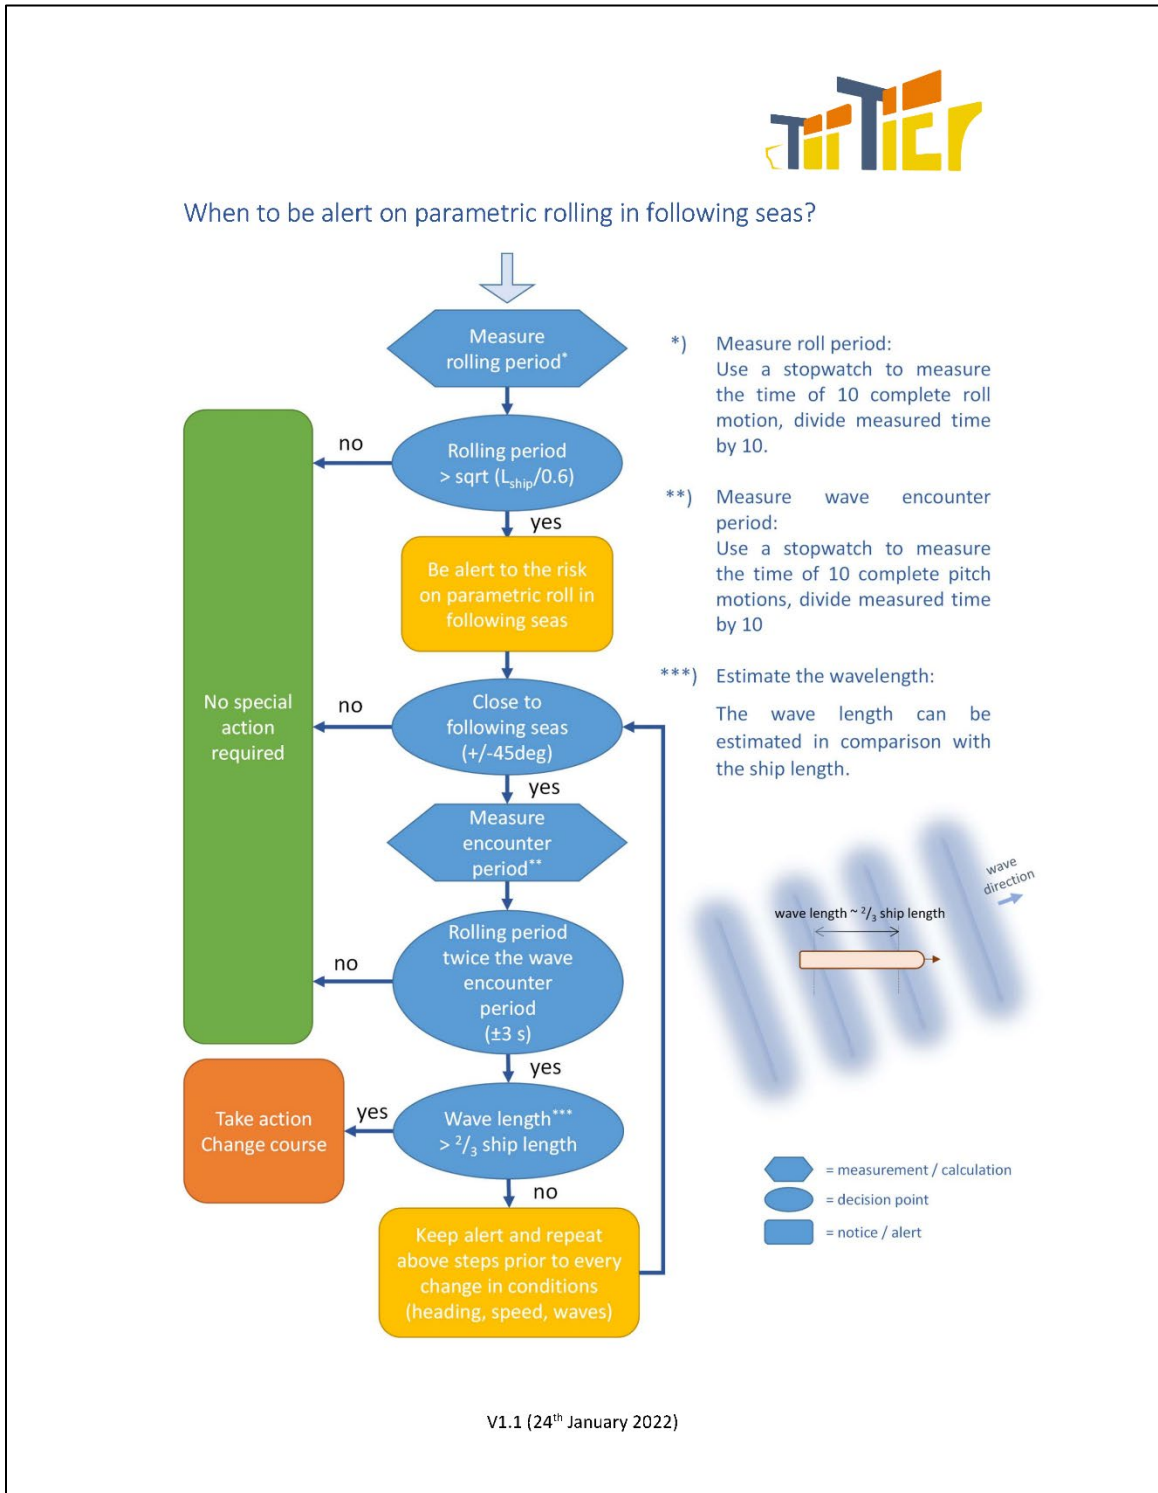 TopTier
When to be alert on parametric rolling in following seas?
Measure
rolling period*
Rolling period
> sqrt (Lship/0.6)
no
yes
Be alert to the risk
on parametric roll in
following seas
Close to
following seas
(+/-45deg)
no
yes
Measure
encounter
period**
Rolling period
twice the wave
encounter
period
(±3 s)
no
yes
Wave length***
> 2/3 ship length
yes
no
Keep alert and repeat
above steps prior to every
change in conditions
(heading, speed, waves)
No special
action
required
Take action
Change course
*) Measure roll period:
Use a stopwatch to measure
the time of 10 complete roll
motion, divide measured time
by 10.
**) Measure wave encounter
period:
Use a stopwatch to measure
the time of 10 complete pitch
motions, divide measured time
by 10
***) Estimate the wavelength:
The wave length can be
estimated in comparison with
the ship length.
wave
direction
wave length ~ 2/3 ship length
= measurement / calculation
= decision point
= notice / alert
V1.1 (24th January 2022)